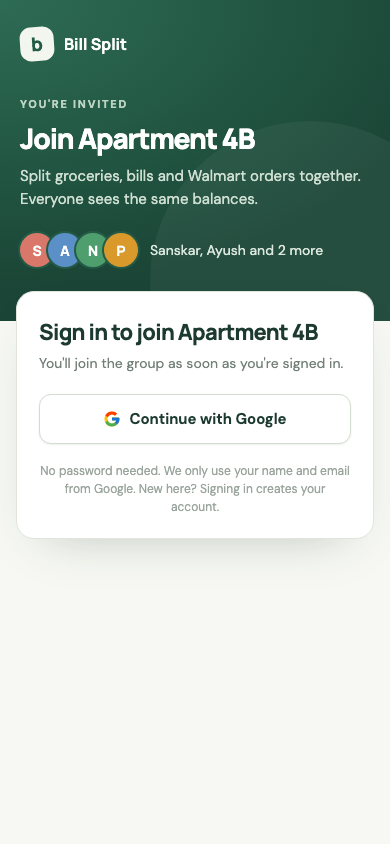 b Bill Split
YOU'RE INVITED
Join Apartment 4B
Split groceries, bills and Walmart orders together.
Everyone sees the same balances.
S A N P Sanskar, Ayush and 2 more
Sign in to join Apartment 4B
You'll join the group as soon as you're signed in.
Continue with Google
No password needed. We only use your name and email
from Google. New here? Signing in creates your
account.